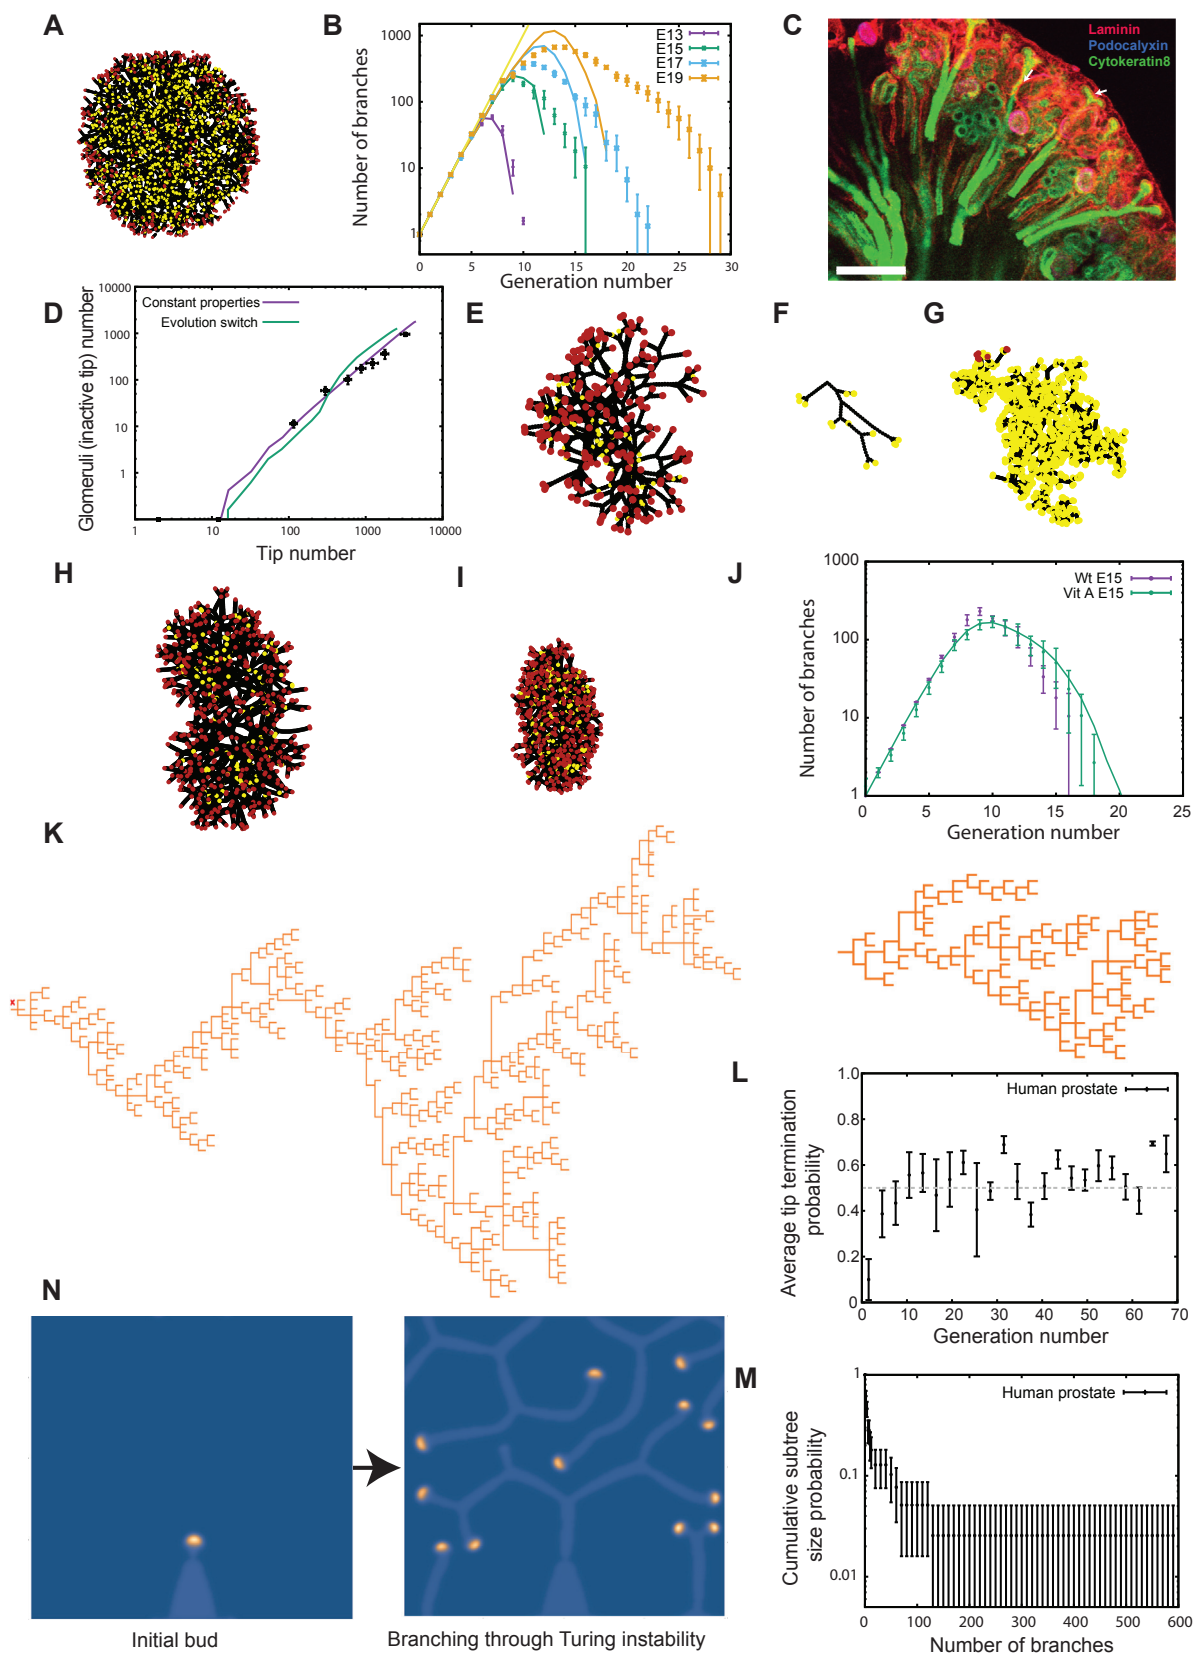 A
B
Number of branches
1000
100
10
1
E13
E15
E17
E19
0
5
10
15
20
25
30
Generation number
C
Laminin
Podocalyxin
Cytokeratin8
D
Glomeruli (inactive tip) number
10000
1000
100
10
1
Constant properties
Evolution switch
1
10
100
1000
10000
Tip number
E
F
G
H
I
J
Number of branches
1000
100
10
1
Wt E15
Vit A E15
0
5
10
15
20
25
Generation number
K
L
Average tip termination
probability
1.0
0.8
0.6
0.4
0.2
0
Human prostate
10
20
30
40
50
60
70
Generation number
N
Initial bud
Branching through Turing instability
M
Cumulative subtree
size probability
1
0.1
0.01
Human prostate
0
100
200
300
400
500
600
Number of branches